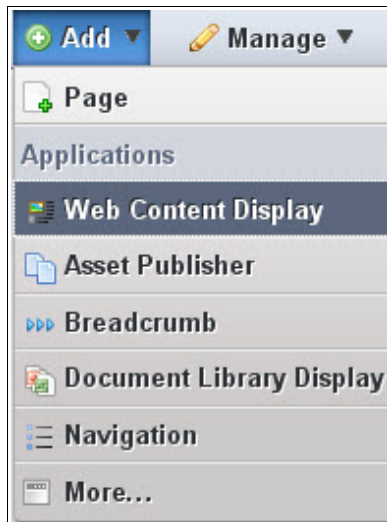 Add Manage
Page
Applications
Web Content Display
Asset Publisher
Breadcrumb
Document Library Display
Navigation
More...